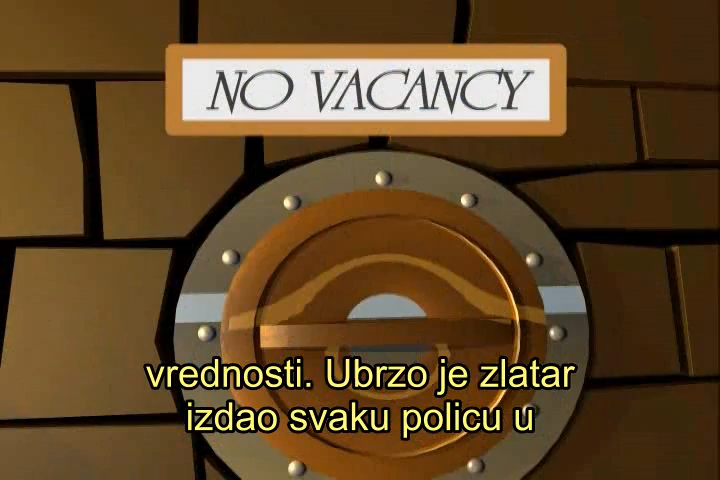 NO VACANCY
vrednosti. Ubrzo je zlatar
izdao svaku policu u